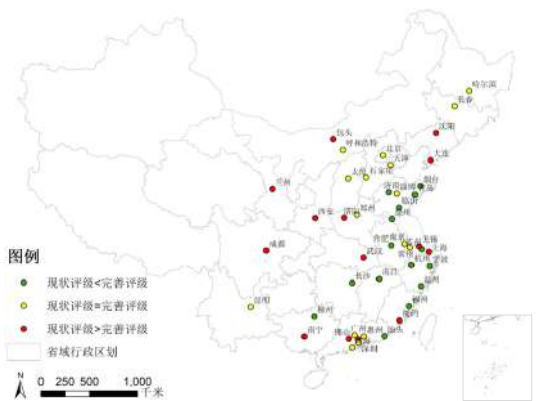 哈尔滨
长春
沈阳
包头
呼和浩特
北京
天津
大连
太原
石家庄
兰州
烟台
济南
淄博
青岛
临沂
西安
洛阳
郑州
徐州
合肥
南京
无锡
上海
成都
武汉
杭州
宁波
长沙
南昌
温州
昆明
柳州
福州
南宁
佛山
广州
惠州
汕头
深圳
图例
现状评级<完善评级
现状评级=完善评级
现状评级>完善评级
省域行政区划
N
0 250 500 1,000
千米